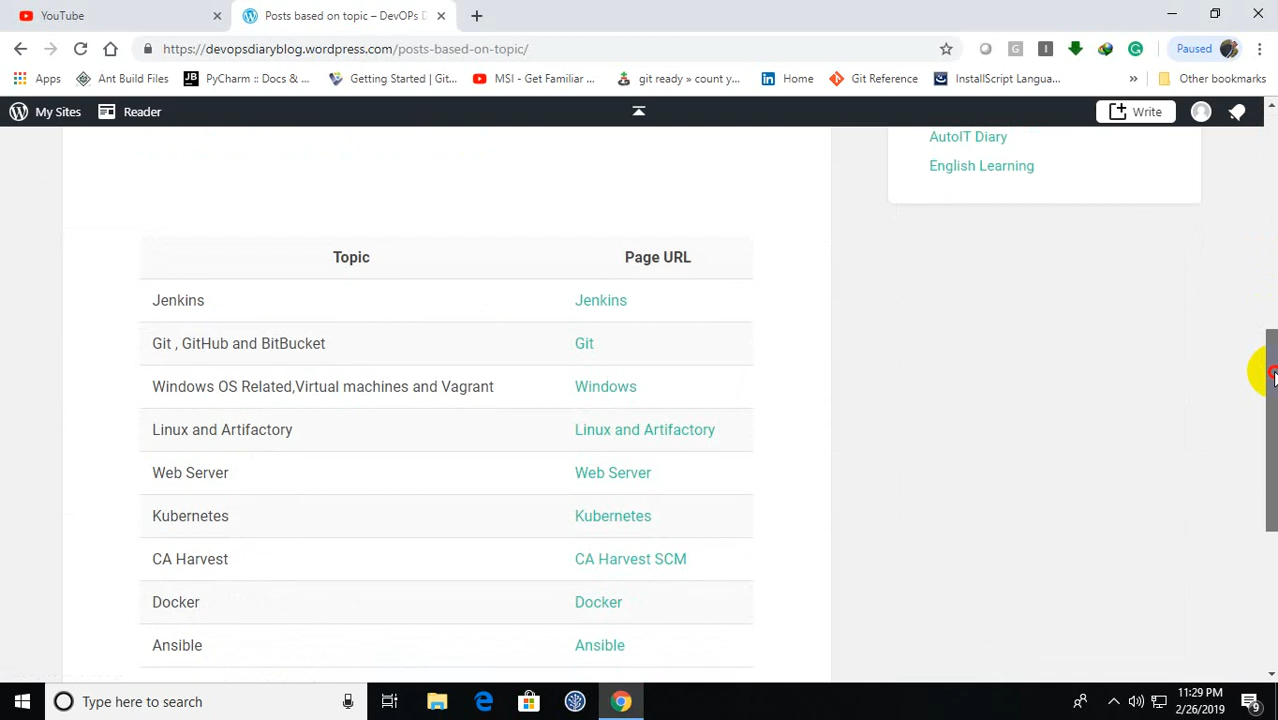 YouTube
Posts based on topic – DevOPs D
https://devopsdiaryblog.wordpress.com/posts-based-on-topic/
Paused
Apps
Ant Build Files
PyCharm :: Docs & ...
Getting Started | Git...
MSI - Get Familiar ...
git ready » count y...
Home
Git Reference
InstallScript Langua...
»
Other bookmarks
My Sites
Reader
Write
AutoIT Diary
English Learning
Topic Page URL
Jenkins Jenkins
Git , GitHub and BitBucket Git
Windows OS Related,Virtual machines and Vagrant Windows
Linux and Artifactory Linux and Artifactory
Web Server Web Server
Kubernetes Kubernetes
CA Harvest CA Harvest SCM
Docker Docker
Ansible Ansible
Type here to search
11:29 PM
2/26/2019
9